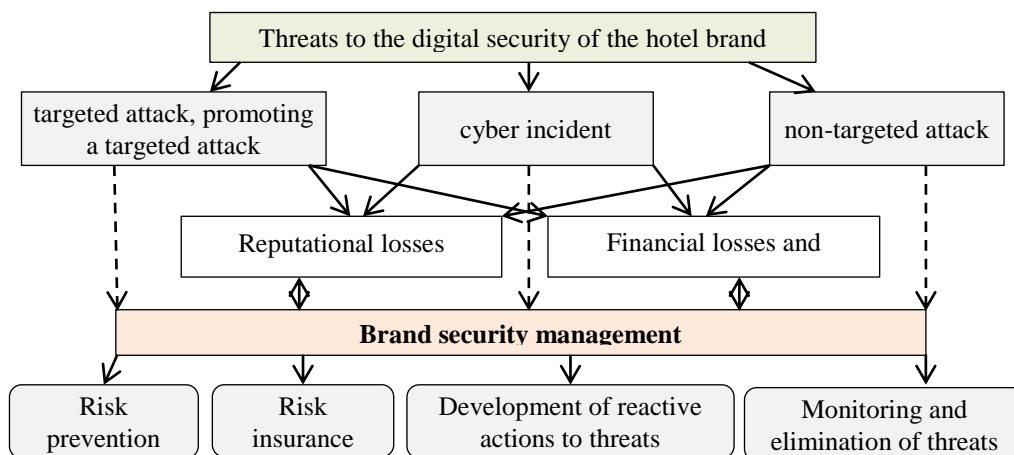 Threats to the digital security of the hotel brand
targeted attack, promoting
a targeted attack
cyber incident
non-targeted attack
Reputational losses
Financial losses and
Brand security management
Risk
prevention
Risk
insurance
Development of reactive
actions to threats
Monitoring and
elimination of threats